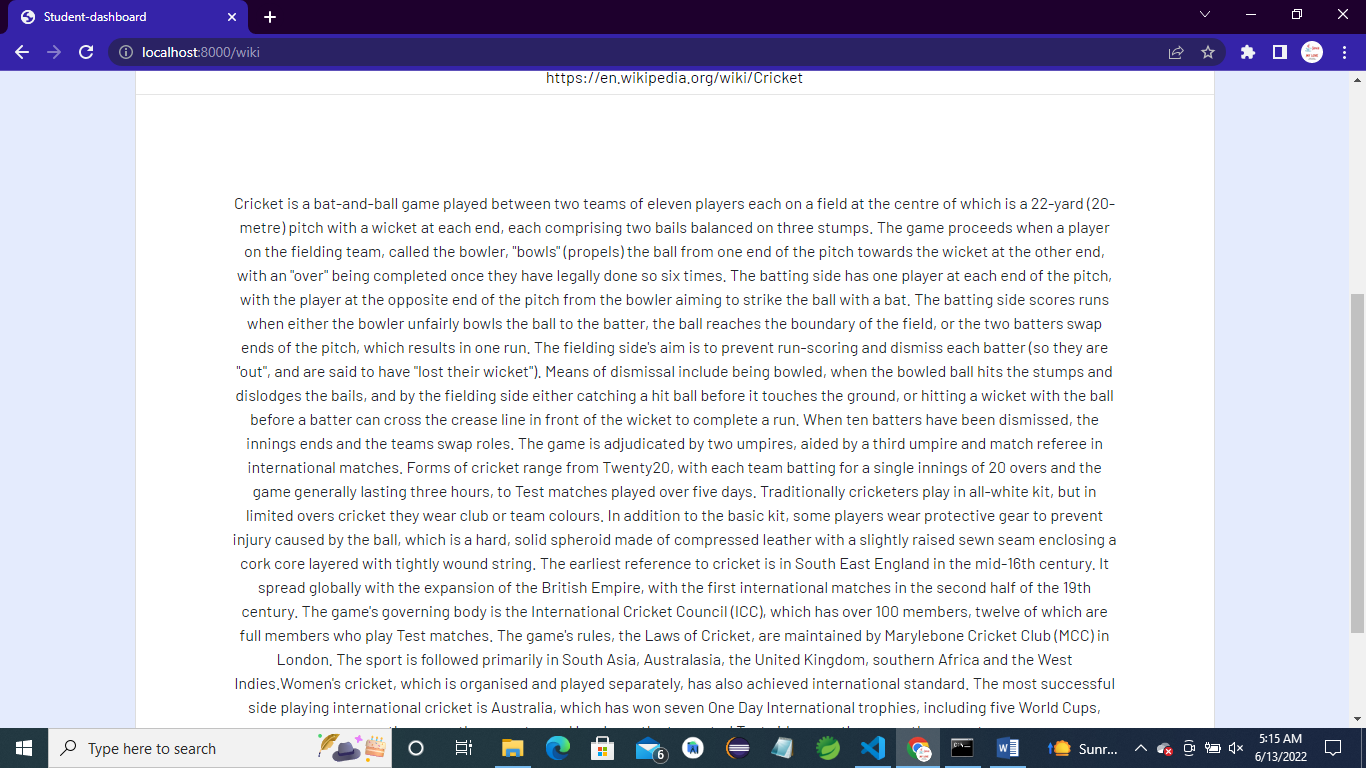 Student-dashboard
localhost:8000/wiki
https://en.wikipedia.org/wiki/Cricket
Cricket is a bat-and-ball game played between two teams of eleven players each on a field at the centre of which is a 22-yard (20-
metre) pitch with a wicket at each end, each comprising two bails balanced on three stumps. The game proceeds when a player
on the fielding team, called the bowler, "bowls" (propels) the ball from one end of the pitch towards the wicket at the other end,
with an "over" being completed once they have legally done so six times. The batting side has one player at each end of the pitch,
with the player at the opposite end of the pitch from the bowler aiming to strike the ball with a bat. The batting side scores runs
when either the bowler unfairly bowls the ball to the batter, the ball reaches the boundary of the field, or the two batters swap
ends of the pitch, which results in one run. The fielding side's aim is to prevent run-scoring and dismiss each batter (so they are
"out", and are said to have "lost their wicket"). Means of dismissal include being bowled, when the bowled ball hits the stumps and
dislodges the bails, and by the fielding side either catching a hit ball before it touches the ground, or hitting a wicket with the ball
before a batter can cross the crease line in front of the wicket to complete a run. When ten batters have been dismissed, the
innings ends and the teams swap roles. The game is adjudicated by two umpires, aided by a third umpire and match referee in
international matches. Forms of cricket range from Twenty20, with each team batting for a single innings of 20 overs and the
game generally lasting three hours, to Test matches played over five days. Traditionally cricketers play in all-white kit, but in
limited overs cricket they wear club or team colours. In addition to the basic kit, some players wear protective gear to prevent
injury caused by the ball, which is a hard, solid spheroid made of compressed leather with a slightly raised sewn seam enclosing a
cork core layered with tightly wound string. The earliest reference to cricket is in South East England in the mid-16th century. It
spread globally with the expansion of the British Empire, with the first international matches in the second half of the 19th
century. The game's governing body is the International Cricket Council (ICC), which has over 100 members, twelve of which are
full members who play Test matches. The game's rules, the Laws of Cricket, are maintained by Marylebone Cricket Club (MCC) in
London. The sport is followed primarily in South Asia, Australasia, the United Kingdom, southern Africa and the West
Indies.Women's cricket, which is organised and played separately, has also achieved international standard. The most successful
side playing international cricket is Australia, which has won seven One Day International trophies, including five World Cups,
Type here to search
6
Sunr...
5:15 AM
6/13/2022